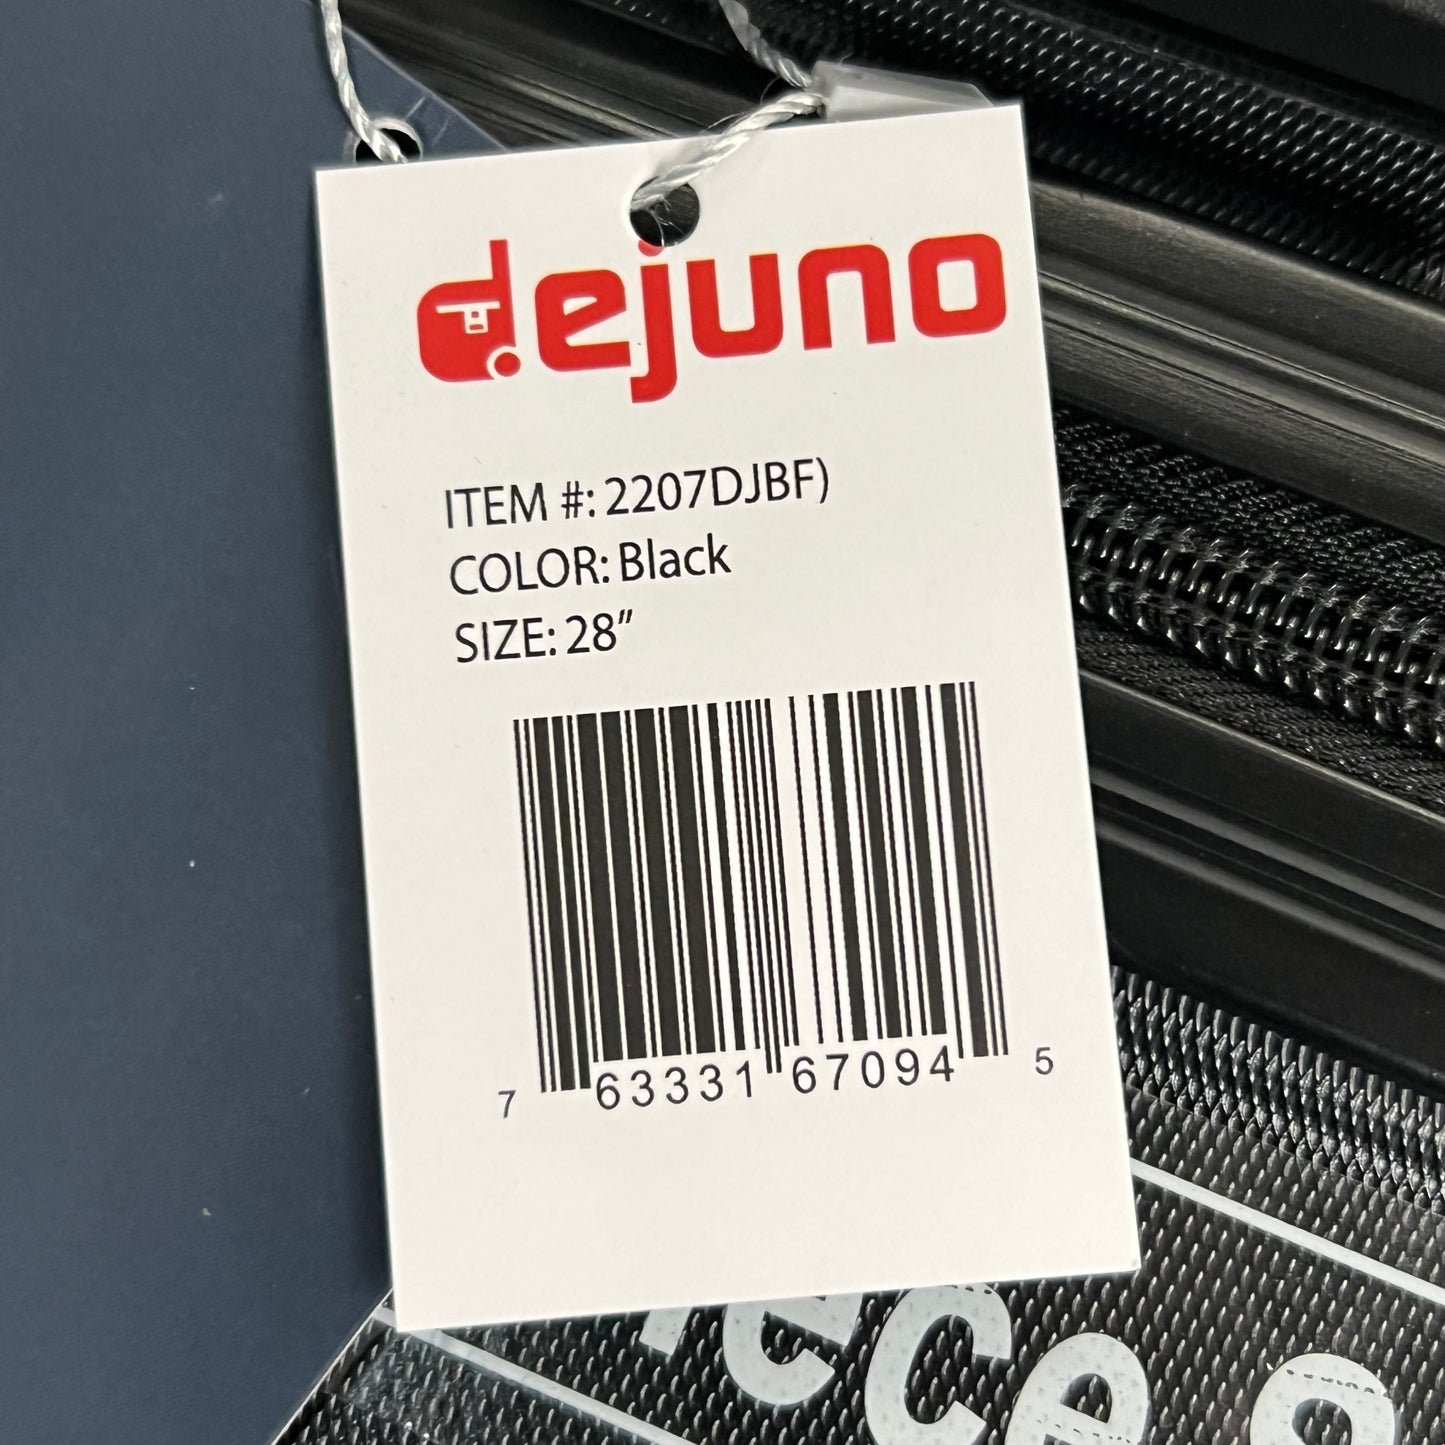 dejuno
ITEM #: 2207DJBF)
COLOR: Black
SIZE: 28”
7 63331 67094 5